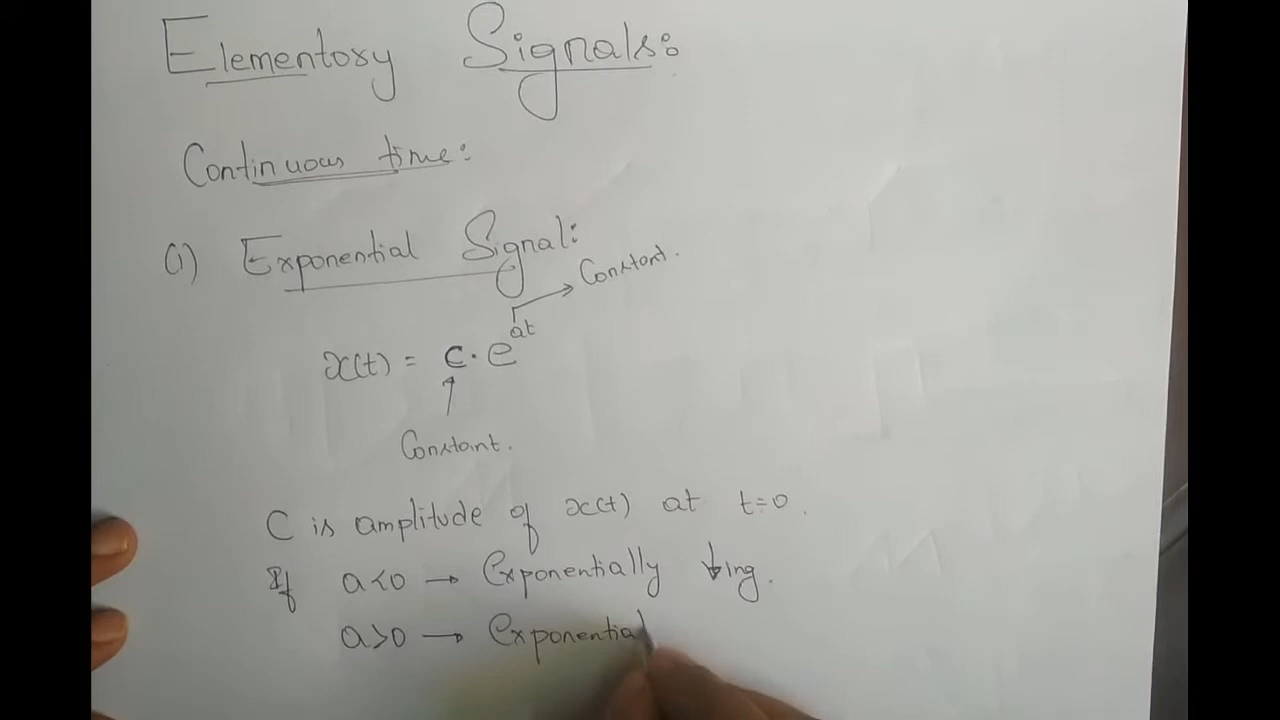 Elementary Signals:
Continuous time:
(1) Exponential Signal:
Constant.
x(t) = c. e^at
Constant.
C is amplitude of x(t) at t=0.
If a<0 → Exponentially ↓ing.
a>0 → Exponential